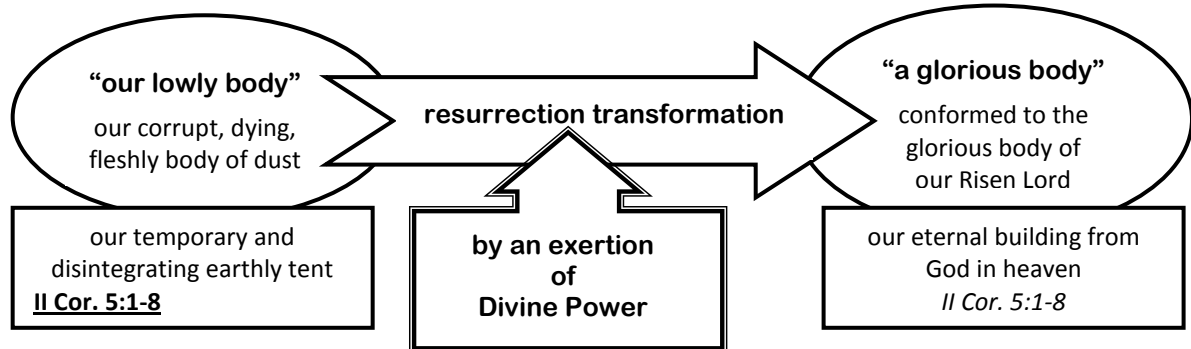 “our lowly body”
our corrupt, dying,
fleshly body of dust
our temporary and
disintegrating earthly tent
II Cor. 5:1-8
resurrection transformation
by an exertion
of
Divine Power
“a glorious body”
conformed to the
glorious body of
our Risen Lord
our eternal building from
God in heaven
II Cor. 5:1-8